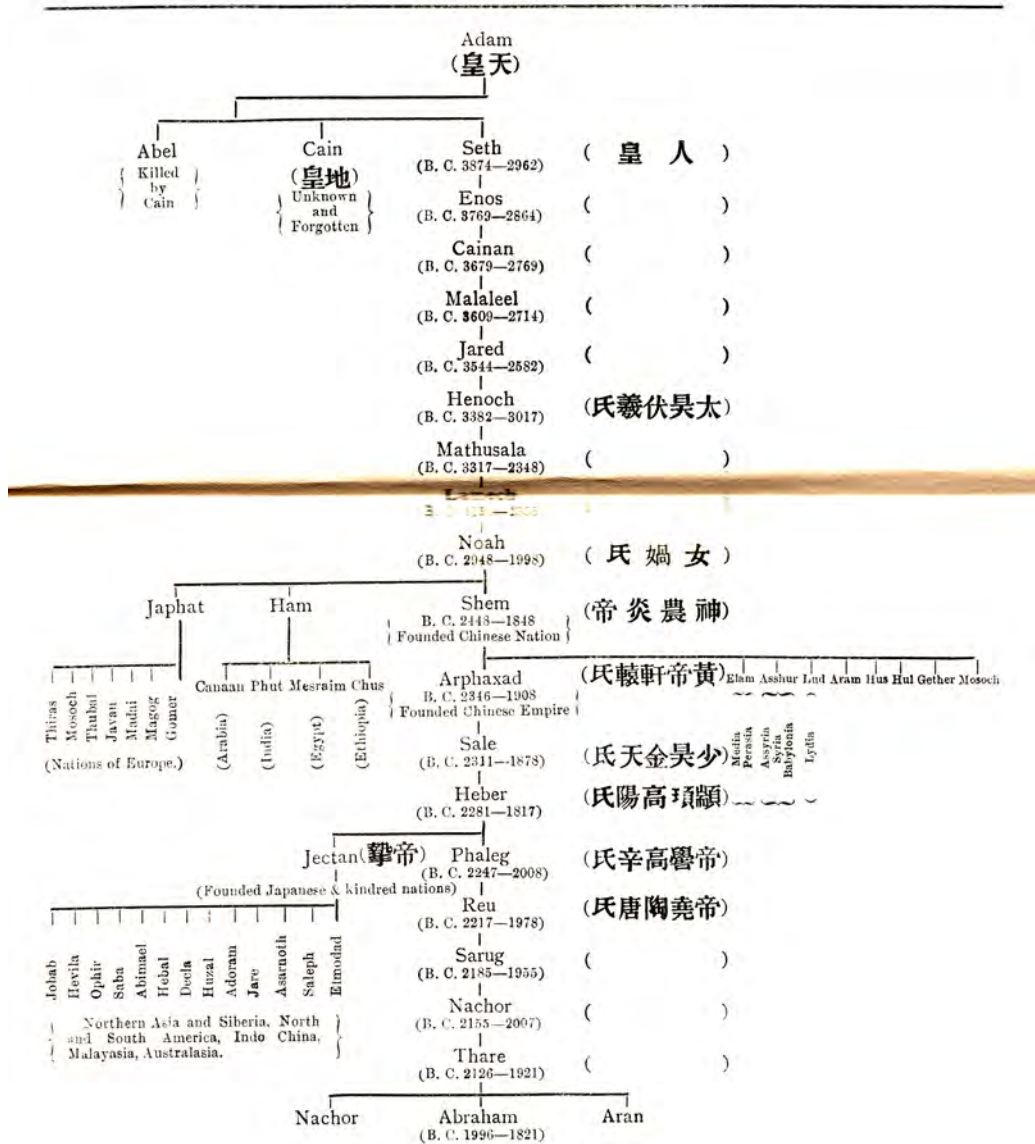 Adam
(皇天)
Abel
Killed
by
Cain
Cain
(皇地)
Unknown
and
Forgotten
Seth
(B. C. 3874—2962)
( 皇 人 )
Enos
(B. C. 3769—2864)
( )
Cainan
(B. C. 3679—2769)
( )
Malaleel
(B. C. 3609—2714)
( )
Jared
(B. C. 3544—2582)
( )
Henoch
(B. C. 3382—3017)
(氏羲伏昊太)
Mathusala
(B. C. 3317—2348)
( )
Lamech
B. C.
Noah
(B. C. 2948—1998)
( 氏 媧 女 )
Japhat
Ham
Shem
B. C. 2448—1848
Founded Chinese Nation
(帝炎農神)
Thiras
Mosoch
Thubal
Javan
Madai
Magog
Gomer
(Nations of Europe.)
Canaan Phut Mesraim Chus
(Arabia)
(India)
(Egypt)
(Ethiopia)
Arphaxad
B. C. 2346—1908
Founded Chinese Empire
(氏轅軒帝黃)
Elam Asshur Lud Aram Hus Hul Gether Mosoch
Media
Perasia
Assyria
Syria
Babylonia
Lydia
Sale
(B. C. 2311—1878)
(氏天金昊少)
Heber
(B. C. 2281—1817)
(氏陽高頊顓)
Jectan(摯帝)
(Founded Japanese & kindred nations)
Phaleg
(B. C. 2247—2008)
(氏辛高嚳帝)
Reu
(B. C. 2217—1978)
(氏唐陶堯帝)
Jobab
Hevila
Ophir
Saba
Abimael
Hebal
Decla
Huzal
Adoram
Jare
Asarnoth
Saleph
Elmodad
Northern Asia and Siberia, North
and South America, Indo China,
Malayasia, Australasia.
Sarug
(B. C. 2185—1955)
( )
Nachor
(B. C. 2155—2007)
( )
Thare
(B. C. 2126—1921)
( )
Nachor
Abraham
(B. C. 1996—1821)
Aran